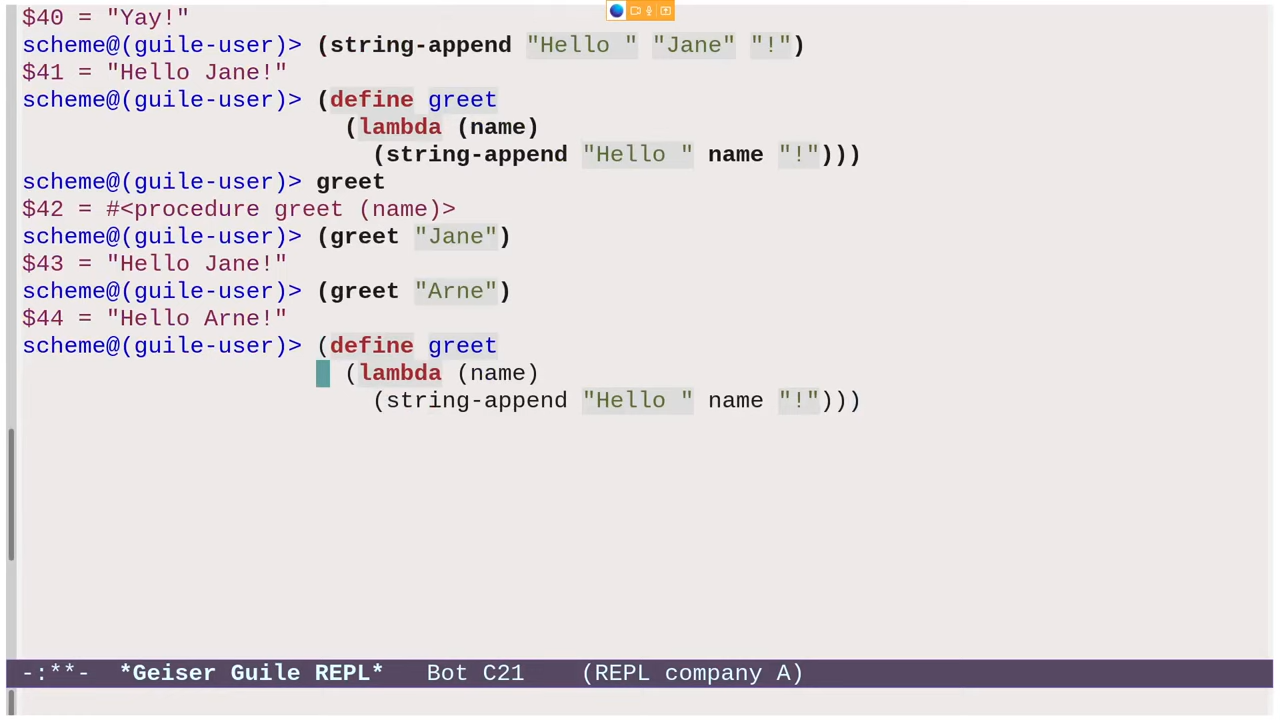 $40 = "Yay!"
scheme@(guile-user)> (string-append "Hello " "Jane" "!")
$41 = "Hello Jane!"
scheme@(guile-user)> (define greet
(lambda (name)
(string-append "Hello " name "!")))
scheme@(guile-user)> greet
$42 = #<procedure greet (name)>
scheme@(guile-user)> (greet "Jane")
$43 = "Hello Jane!"
scheme@(guile-user)> (greet "Arne")
$44 = "Hello Arne!"
scheme@(guile-user)> (define greet
(lambda (name)
(string-append "Hello " name "!")))
-:**-  *Geiser Guile REPL*   Bot C21    (REPL company A)